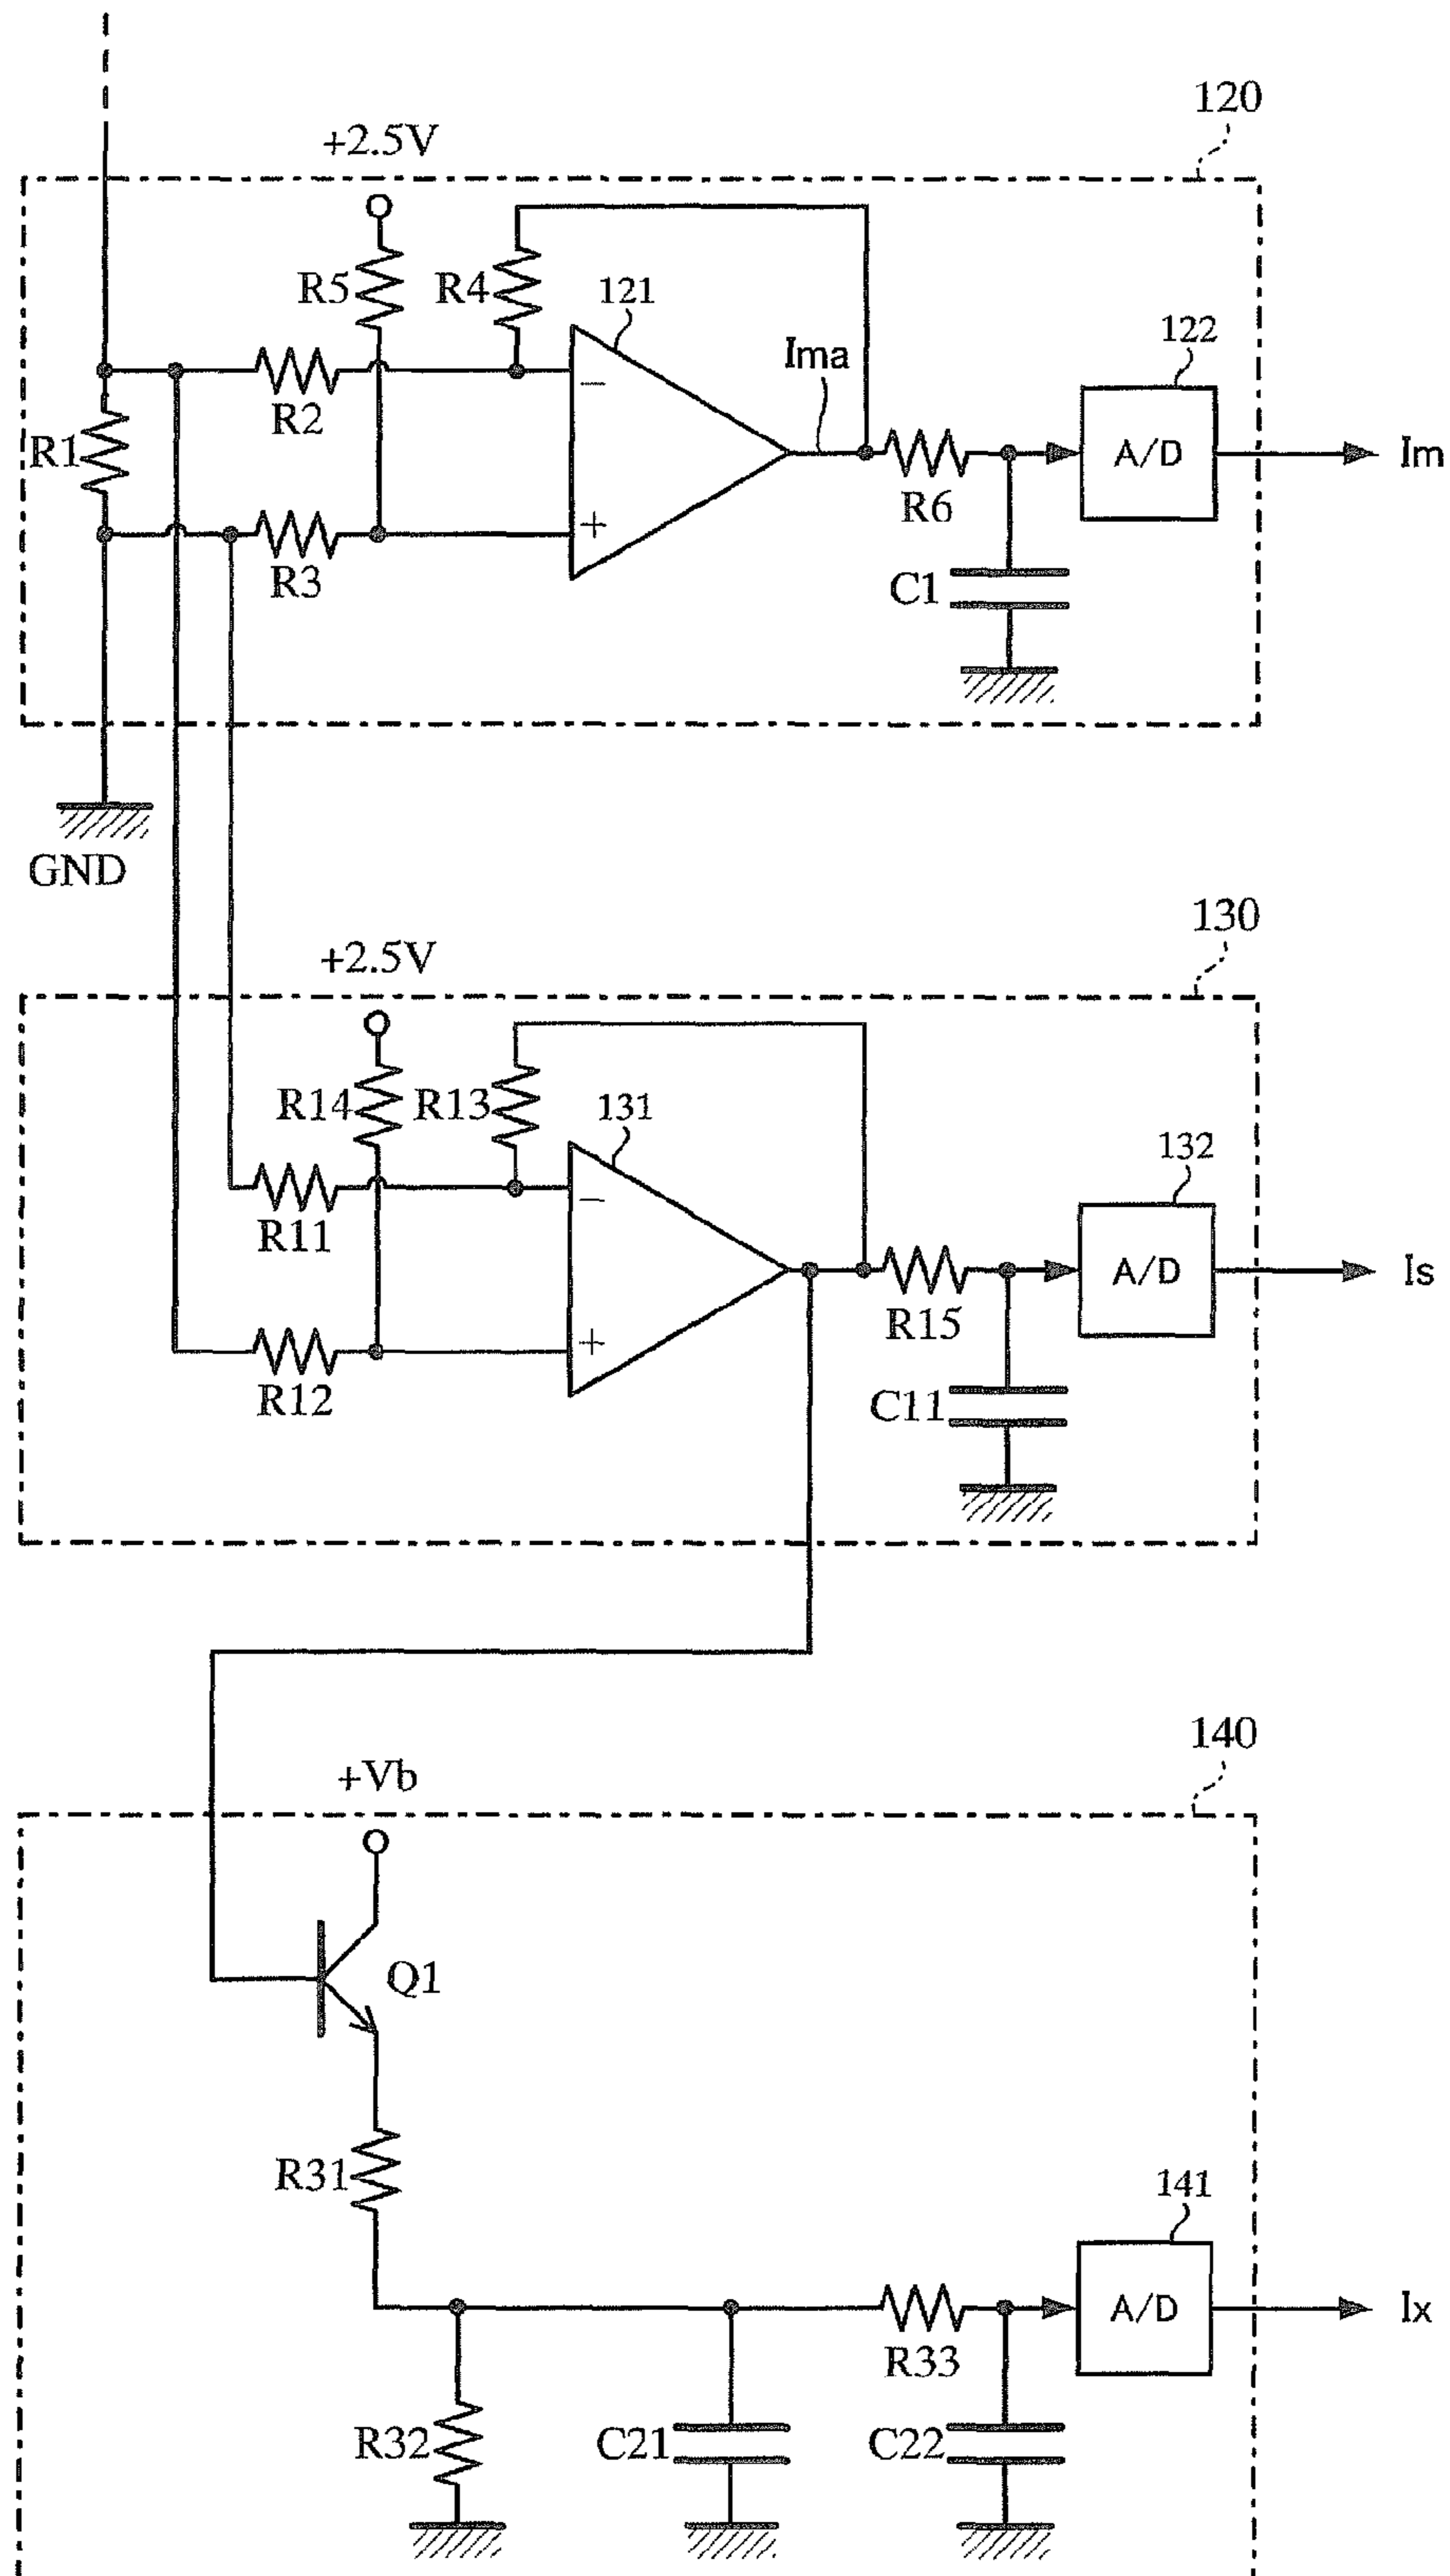 120
+2.5V
R5
R4
121
Ima
122
R1
R2
−
A/D
Im
R6
+
R3
C1
GND
130
+2.5V
R14
R13
131
132
R11
−
A/D
Is
R15
+
R12
C11
140
+Vb
Q1
R31
141
A/D
Ix
R33
R32
C21
C22